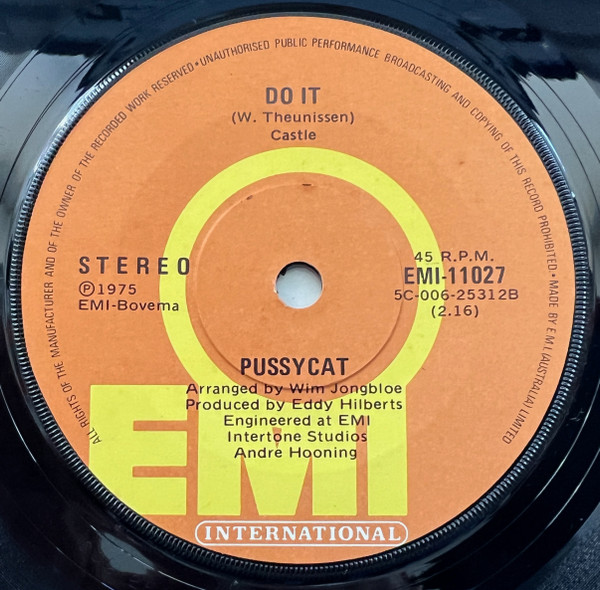 ALL RIGHTS OF THE MANUFACTURER AND OF THE OWNER OF THE RECORDED WORK RESERVED • UNAUTHORISED PUBLIC PERFORMANCE BROADCASTING AND COPYING OF THIS RECORD PROHIBITED • MADE BY E M I (AUSTRALIA) LIMITED
DO IT
(W. Theunissen)
Castle
STEREO
℗1975
EMI-Bovema
45 R.P.M.
EMI-11027
5C-006-25312B
(2.16)
PUSSYCAT
Arranged by Wim Jongbloe
Produced by Eddy Hilberts
Engineered at EMI
Intertone Studios
Andre Hooning
EMI
INTERNATIONAL